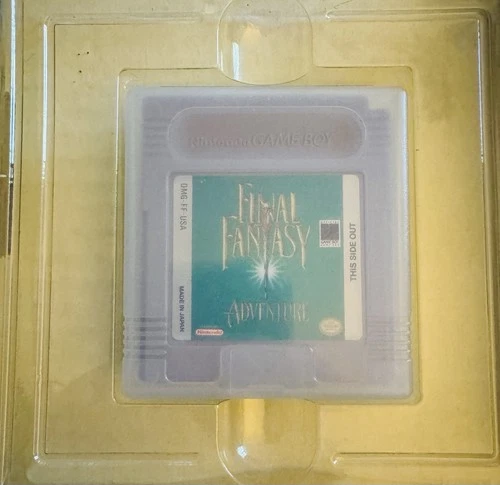 Nintendo GAME BOY
DMG-FF-USA
MADE IN JAPAN
FINAL
FANTASY
ADVENTURE
Nintendo
THIS SIDE OUT